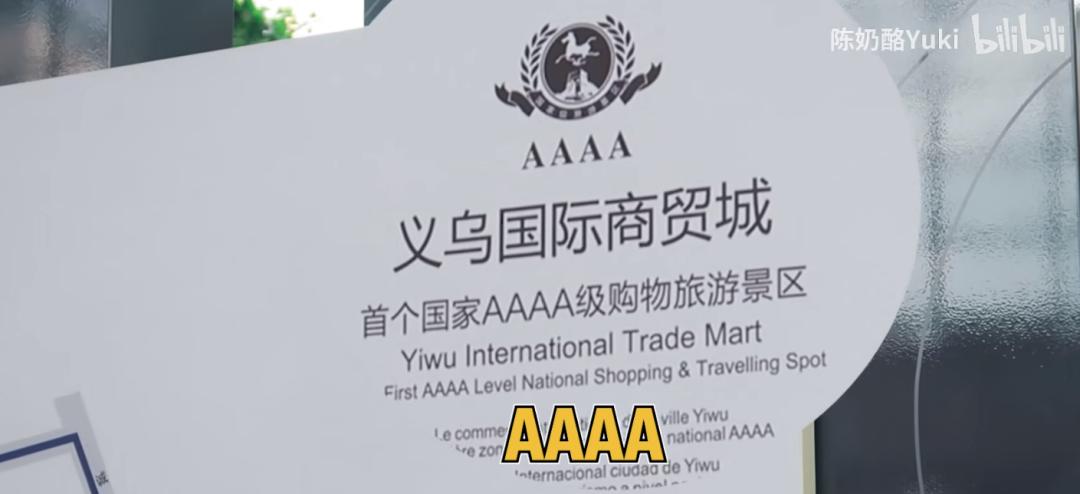 陈奶酪Yuki bilibili
AAAA
义乌国际商贸城
首个国家AAAA级购物旅游景区
Yiwu International Trade Mart
First AAAA Level National Shopping & Travelling Spot
ville Yiwu
national AAAA
AAAA
ciudad de Yiwu